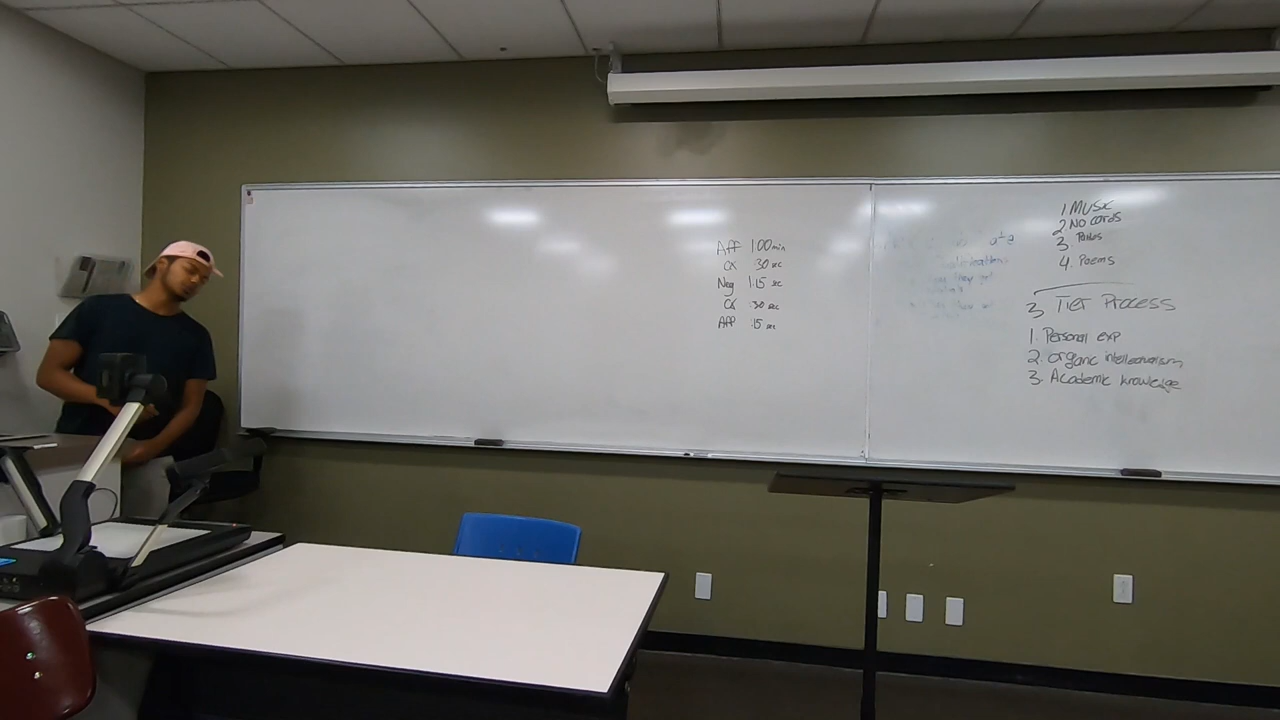 Aff 1:00 min
CX :30 sec
Neg 1:15 sec
CX :30 sec
Aff :15 sec
1 Music
2 No cards
3.
4. Poems
3 Tier Process
1. Personal exp
2. organic intellectualism
3. Academic knowledge